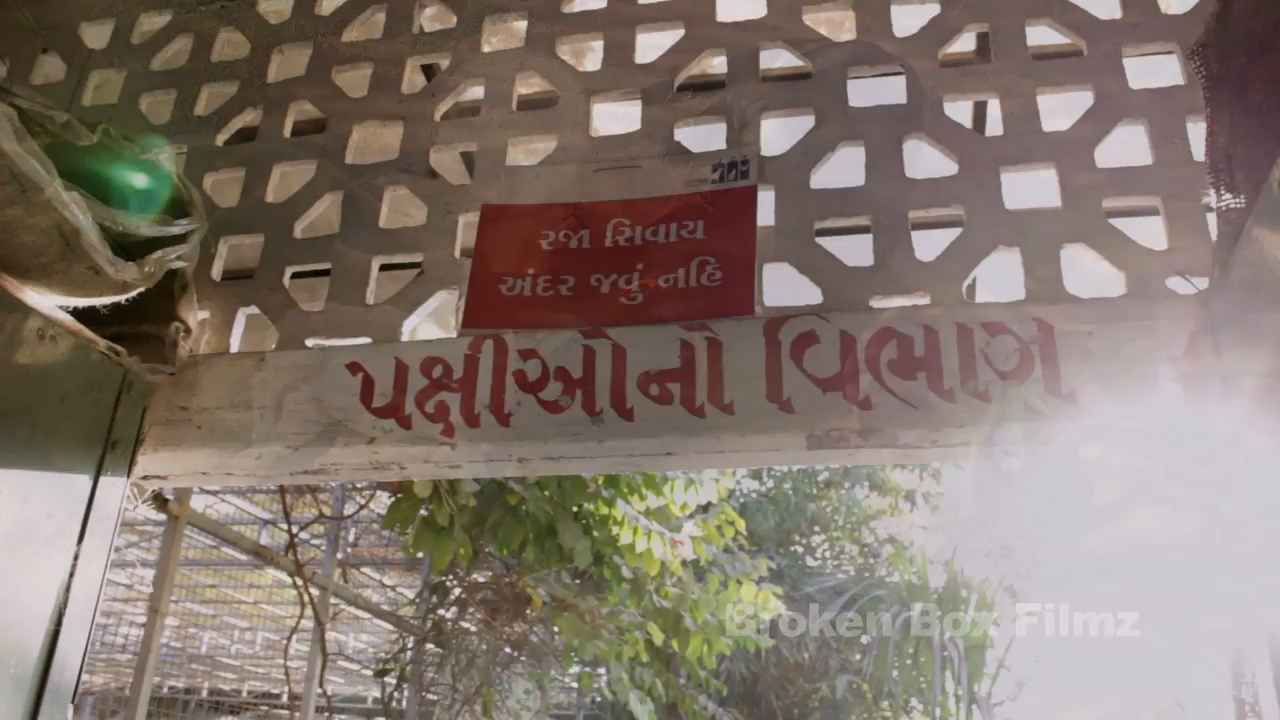 રજા સિવાય
અંદર જવું નહિ
પક્ષીઓનો વિભાગ
Broken Box Filmz